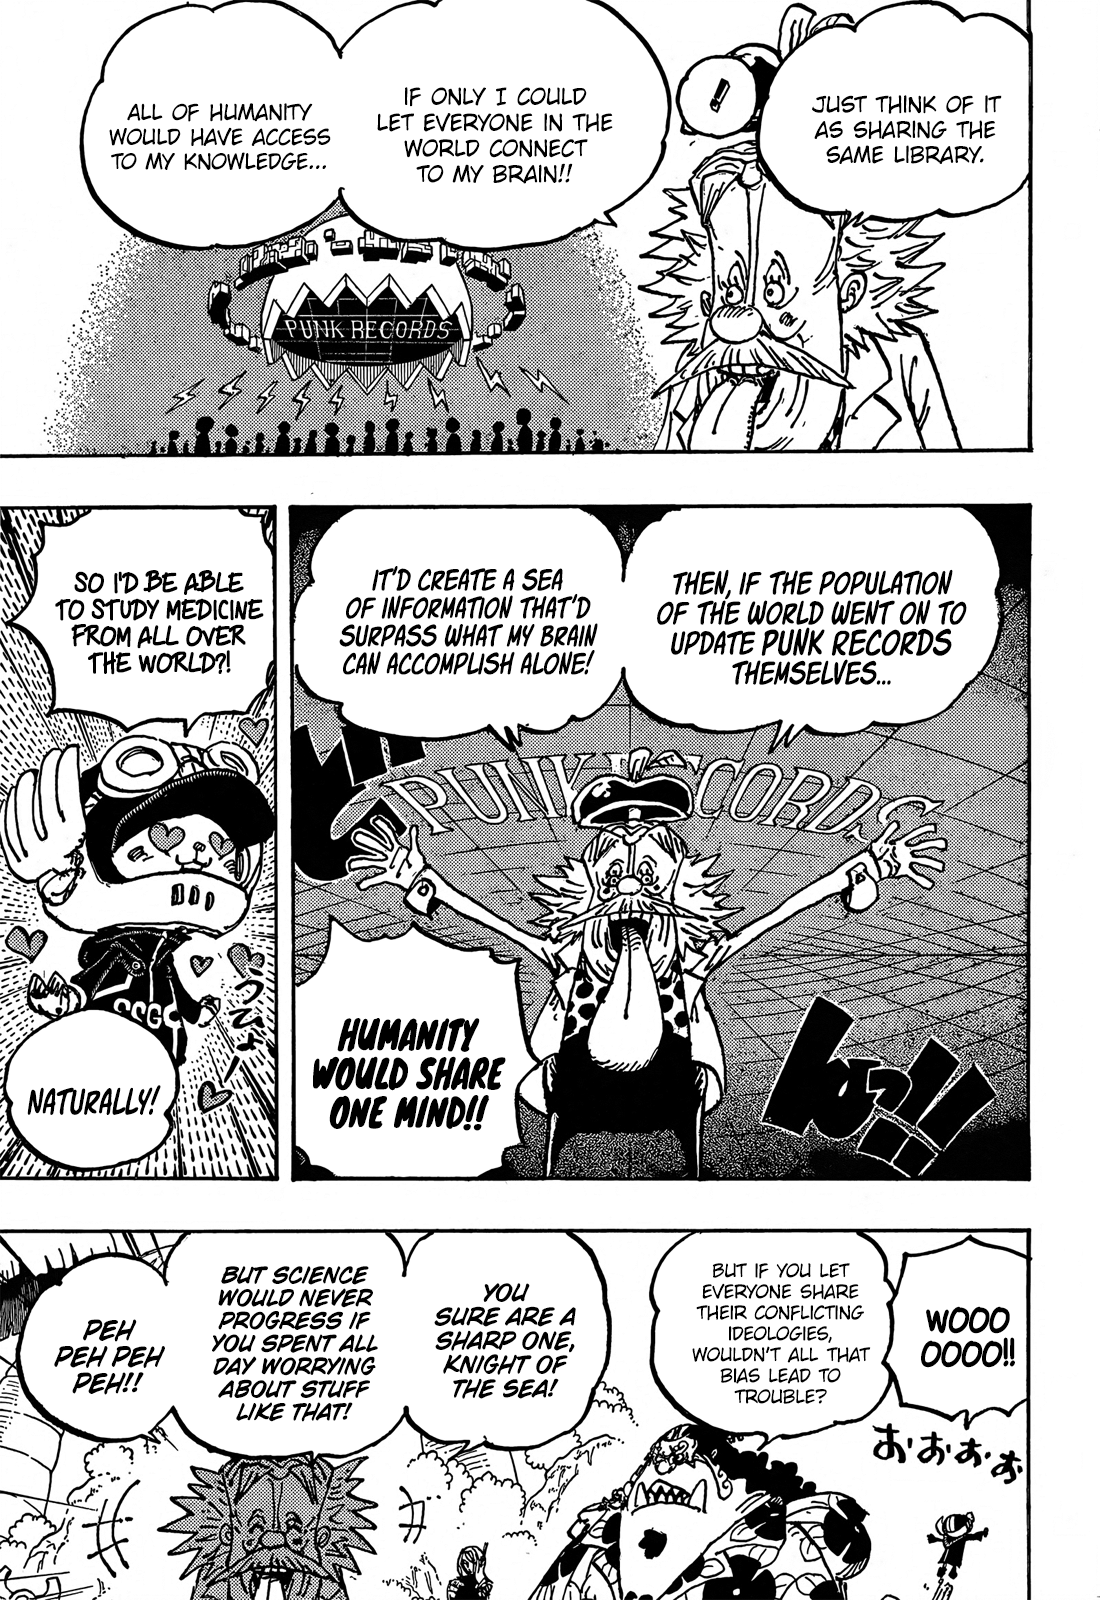 JUST THINK OF IT
AS SHARING THE
SAME LIBRARY.
IF ONLY I COULD
LET EVERYONE IN THE
WORLD CONNECT
TO MY BRAIN!!
ALL OF HUMANITY
WOULD HAVE ACCESS
TO MY KNOWLEDGE...
!
PUNK RECORDS
THEN, IF THE POPULATION
OF THE WORLD WENT ON TO
UPDATE PUNK RECORDS
THEMSELVES...
IT'D CREATE A SEA
OF INFORMATION THAT'D
SURPASS WHAT MY BRAIN
CAN ACCOMPLISH ALONE!
PUNK RECORDS
HUMANITY
WOULD SHARE
ONE MIND!!
SO I'D BE ABLE
TO STUDY MEDICINE
FROM ALL OVER
THE WORLD?!
NATURALLY!
WOOO
OOOO!!
おおおお
BUT IF YOU LET
EVERYONE SHARE
THEIR CONFLICTING
IDEOLOGIES,
WOULDN'T ALL THAT
BIAS LEAD TO
TROUBLE?
YOU
SURE ARE A
SHARP ONE,
KNIGHT OF
THE SEA!
BUT SCIENCE
WOULD NEVER
PROGRESS IF
YOU SPENT ALL
DAY WORRYING
ABOUT STUFF
LIKE THAT!
PEH
PEH PEH
PEH!!